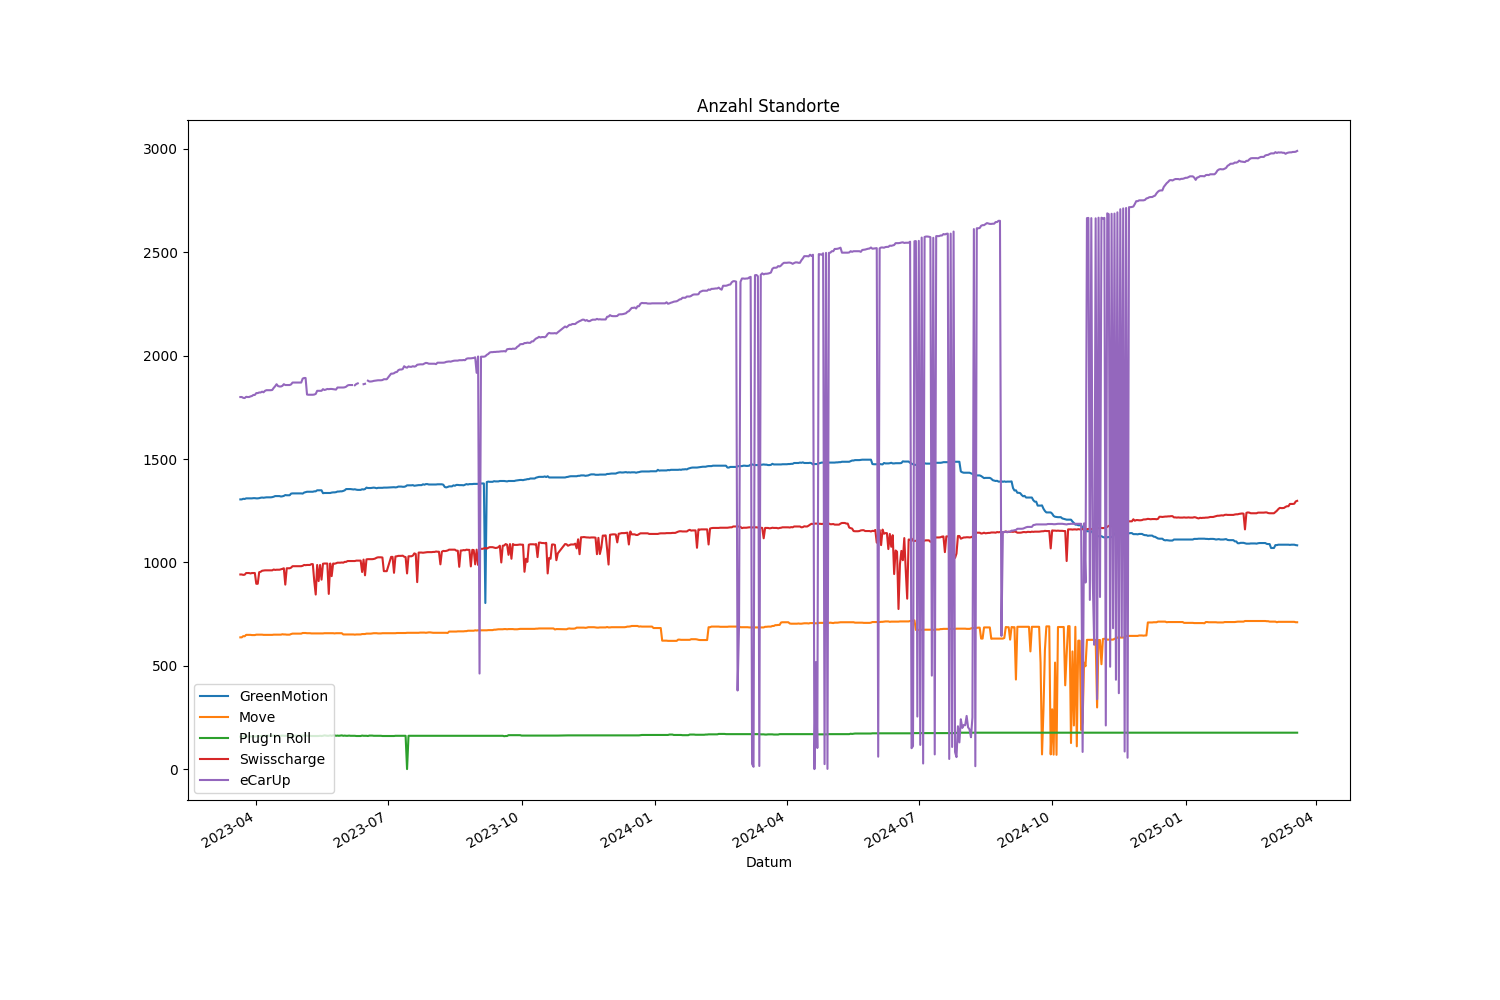 Anzahl Standorte
3000
2500
2000
1500
1000
500
0
GreenMotion
Move
Plug'n Roll
Swisscharge
eCarUp
2023-04
2023-07
2023-10
2024-01
2024-04
2024-07
2024-10
2025-01
2025-04
Datum